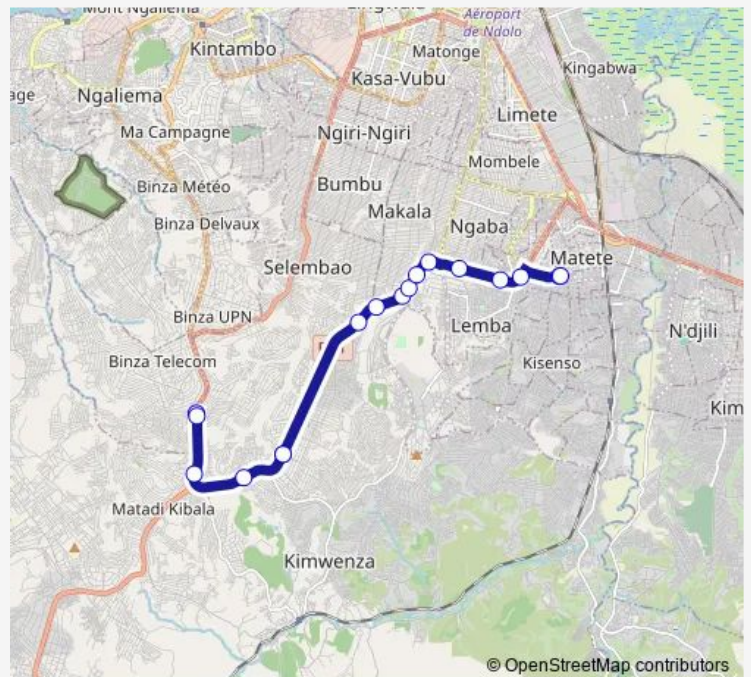 Mont Ngaliema
Aéroport
de Ndolo
Kintambo
Matonge
Kingabwa
Kasa-Vubu
Ngaliema
Limete
Ma Campagne
Ngiri-Ngiri
Mombele
Binza Météo
Bumbu
Makala
Binza Delvaux
Ngaba
Selembao
Matete
Binza UPN
Lemba
N'djili
Binza Telecom
Kisenso
Kim
Matadi Kibala
Kimwenza
© OpenStreetMap contributors